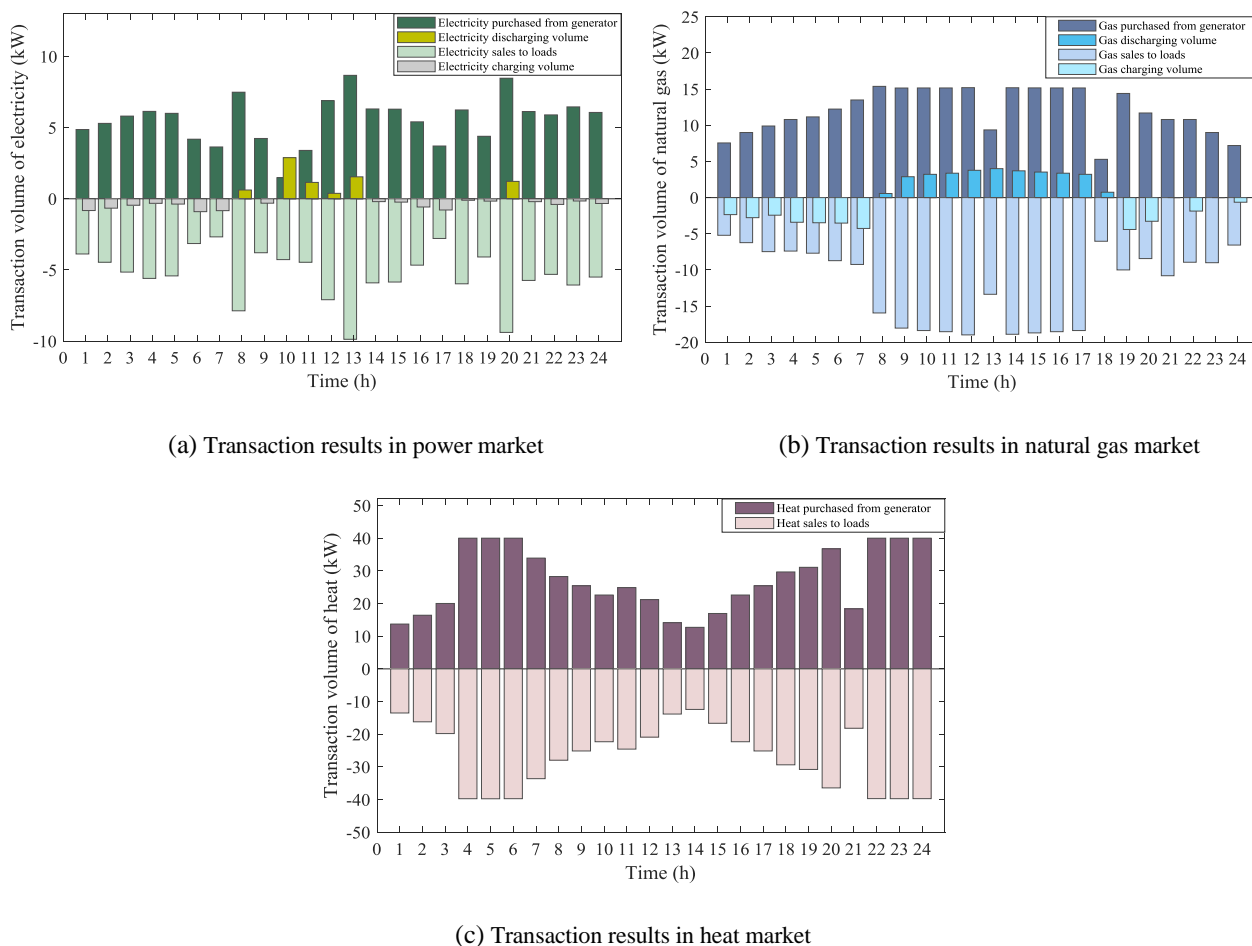 Electricity purchased from generator
Electricity discharging volume
Electricity sales to loads
Electricity charging volume
Transaction volume of electricity (kW)
10
5
0
-5
-10
0 1 2 3 4 5 6 7 8 9 10 11 12 13 14 15 16 17 18 19 20 21 22 23 24
Time (h)
(a) Transaction results in power market
Gas purchased from generator
Gas discharging volume
Gas sales to loads
Gas charging volume
Transaction volume of natural gas (kW)
25
20
15
10
5
0
-5
-10
-15
-20
0 1 2 3 4 5 6 7 8 9 10 11 12 13 14 15 16 17 18 19 20 21 22 23 24
Time (h)
(b) Transaction results in natural gas market
Heat purchased from generator
Heat sales to loads
Transaction volume of heat (kW)
50
40
30
20
10
0
-10
-20
-30
-40
-50
0 1 2 3 4 5 6 7 8 9 10 11 12 13 14 15 16 17 18 19 20 21 22 23 24
Time (h)
(c) Transaction results in heat market